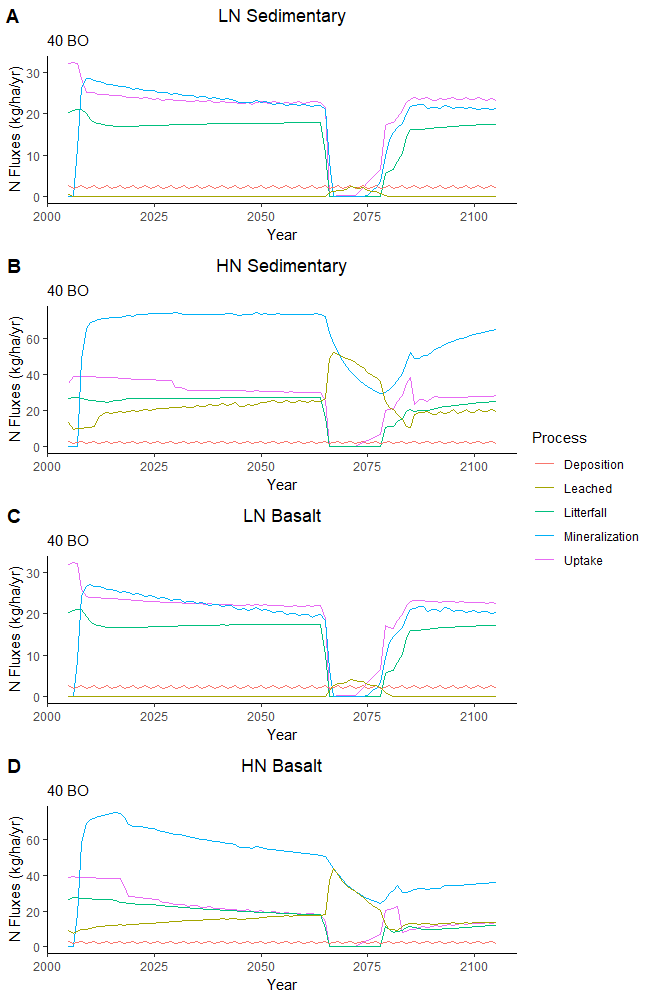 A LN Sedimentary
40 BO
N Fluxes (kg/ha/yr)
30
20
10
0
2000 2025 2050 2075 2100
Year
B HN Sedimentary
40 BO
N Fluxes (kg/ha/yr)
60
40
20
0
2000 2025 2050 2075 2100
Year
Process
Deposition
Leached
Litterfall
Mineralization
Uptake
C LN Basalt
40 BO
N Fluxes (kg/ha/yr)
30
20
10
0
2000 2025 2050 2075 2100
Year
D HN Basalt
40 BO
N Fluxes (kg/ha/yr)
60
40
20
0
2000 2025 2050 2075 2100
Year